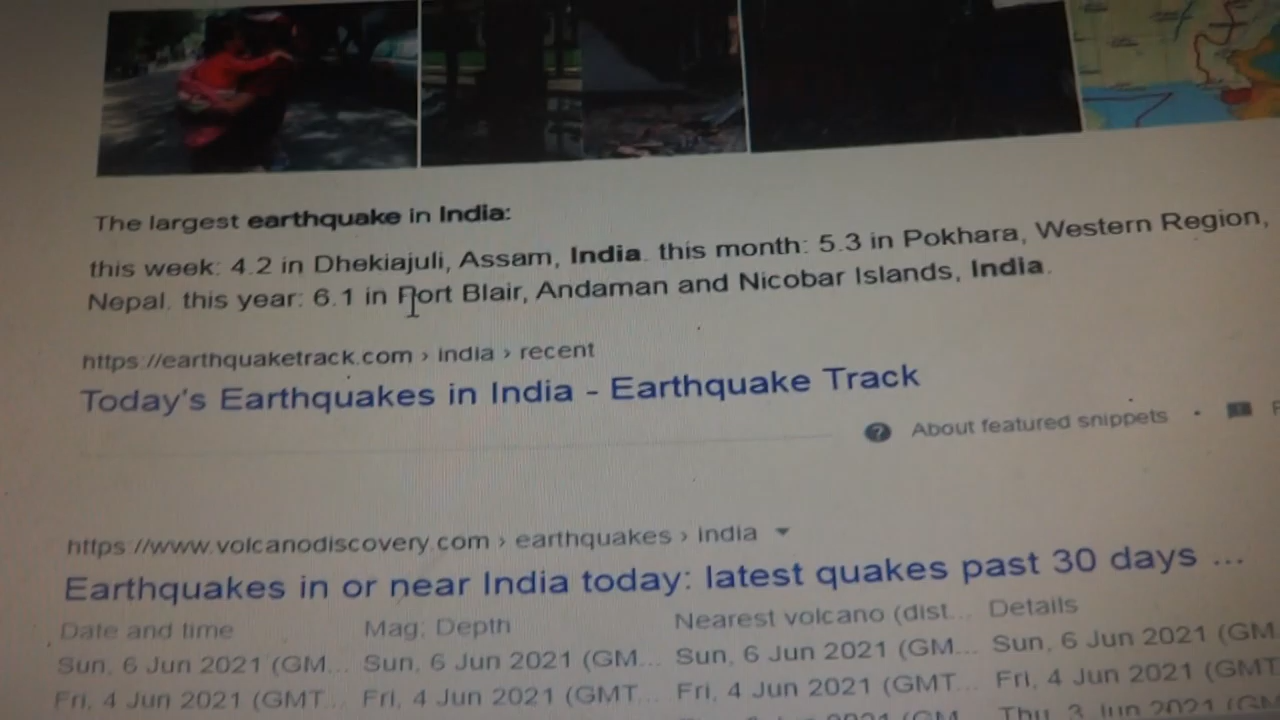 The largest earthquake in India:
this week: 4.2 in Dhekiajuli, Assam, India. this month: 5.3 in Pokhara, Western Region,
Nepal. this year: 6.1 in Port Blair, Andaman and Nicobar Islands, India.
https://earthquaketrack.com › india › recent
Today's Earthquakes in India - Earthquake Track
About featured snippets •
https://www.volcanodiscovery.com › earthquakes › india
Earthquakes in or near India today: latest quakes past 30 days ...
Date and time Mag; Depth Nearest volcano (dist... Details
Sun, 6 Jun 2021 (GM... Sun, 6 Jun 2021 (GM... Sun, 6 Jun 2021 (GM... Sun, 6 Jun 2021 (GM
Fri, 4 Jun 2021 (GMT... Fri, 4 Jun 2021 (GMT... Fri, 4 Jun 2021 (GMT... Fri, 4 Jun 2021 (GMT
Thu, 3 Jun 2021 (GM